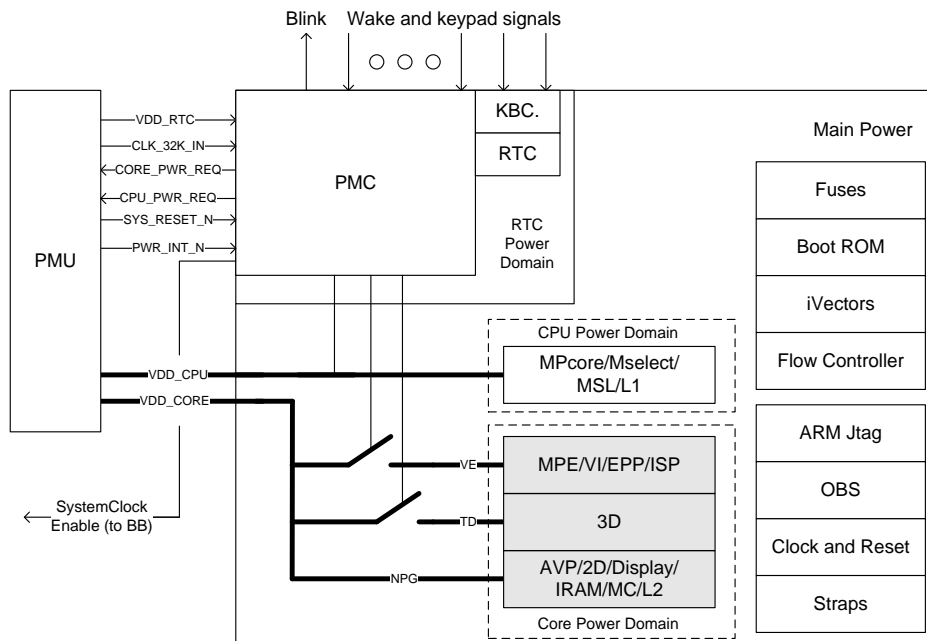 Blink
Wake and keypad signals
PMU
VDD_RTC
CLK_32K_IN
CORE_PWR_REQ
CPU_PWR_REQ
SYS_RESET_N
PWR_INT_N
PMC
KBC.
RTC
RTC
Power
Domain
Main Power
Fuses
Boot ROM
iVectors
Flow Controller
ARM Jtag
OBS
Clock and Reset
Straps
VDD_CPU
VDD_CORE
CPU Power Domain
MPcore/Mselect/
MSL/L1
VE
MPE/VI/EPP/ISP
TD
3D
NPG
AVP/2D/Display/
IRAM/MC/L2
Core Power Domain
SystemClock
Enable (to BB)